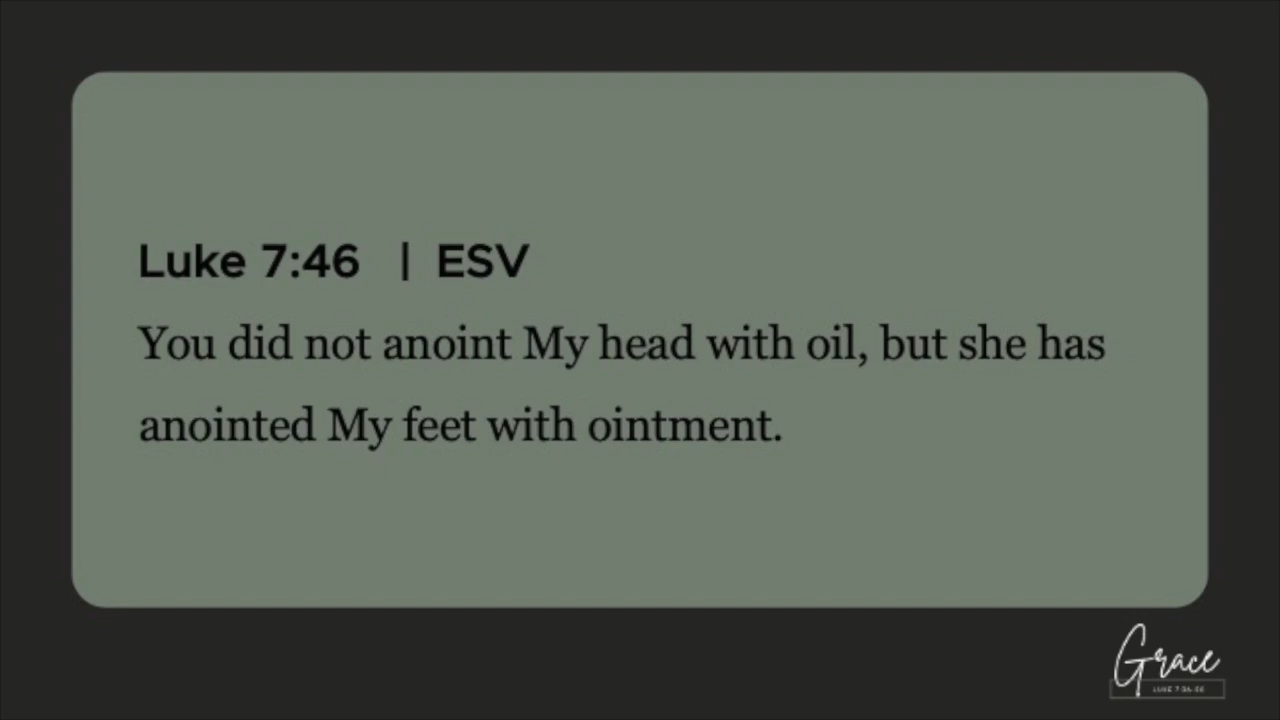 Luke 7:46 | ESV
You did not anoint My head with oil, but she has
anointed My feet with ointment.
Grace